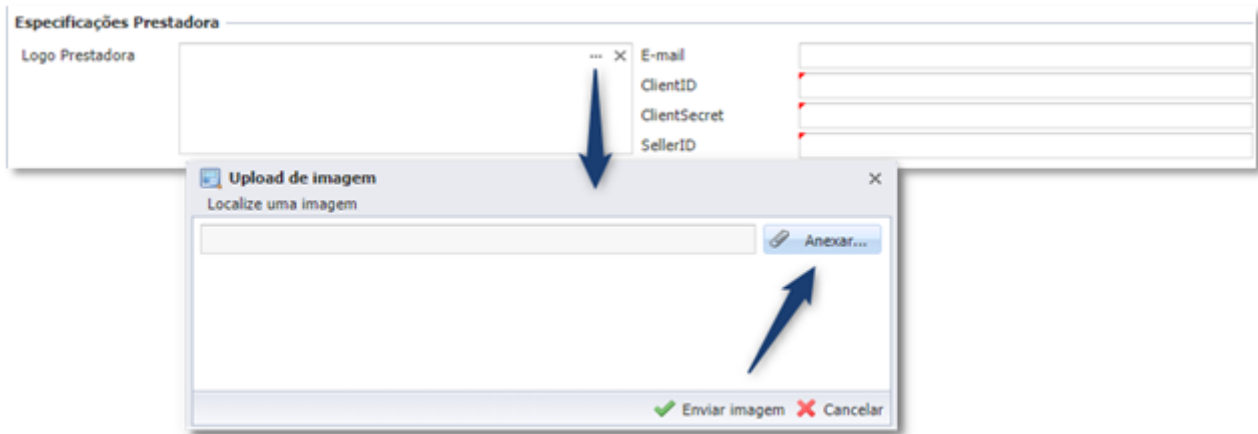 Especificações Prestadora
Logo Prestadora
... E-mail
ClientID
ClientSecret
SellerID
Upload de imagem
Localize uma imagem
Anexar...
Enviar imagem Cancelar